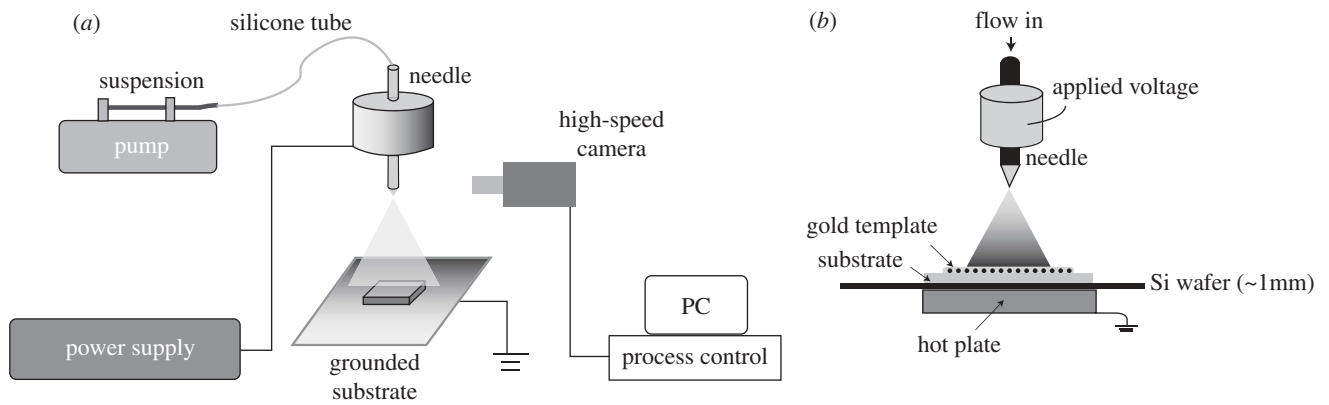 (a)
silicone tube
suspension
needle
pump
high-speed
camera
power supply
grounded
substrate
PC
process control
(b)
flow in
applied voltage
needle
gold template
substrate
Si wafer (~1mm)
hot plate